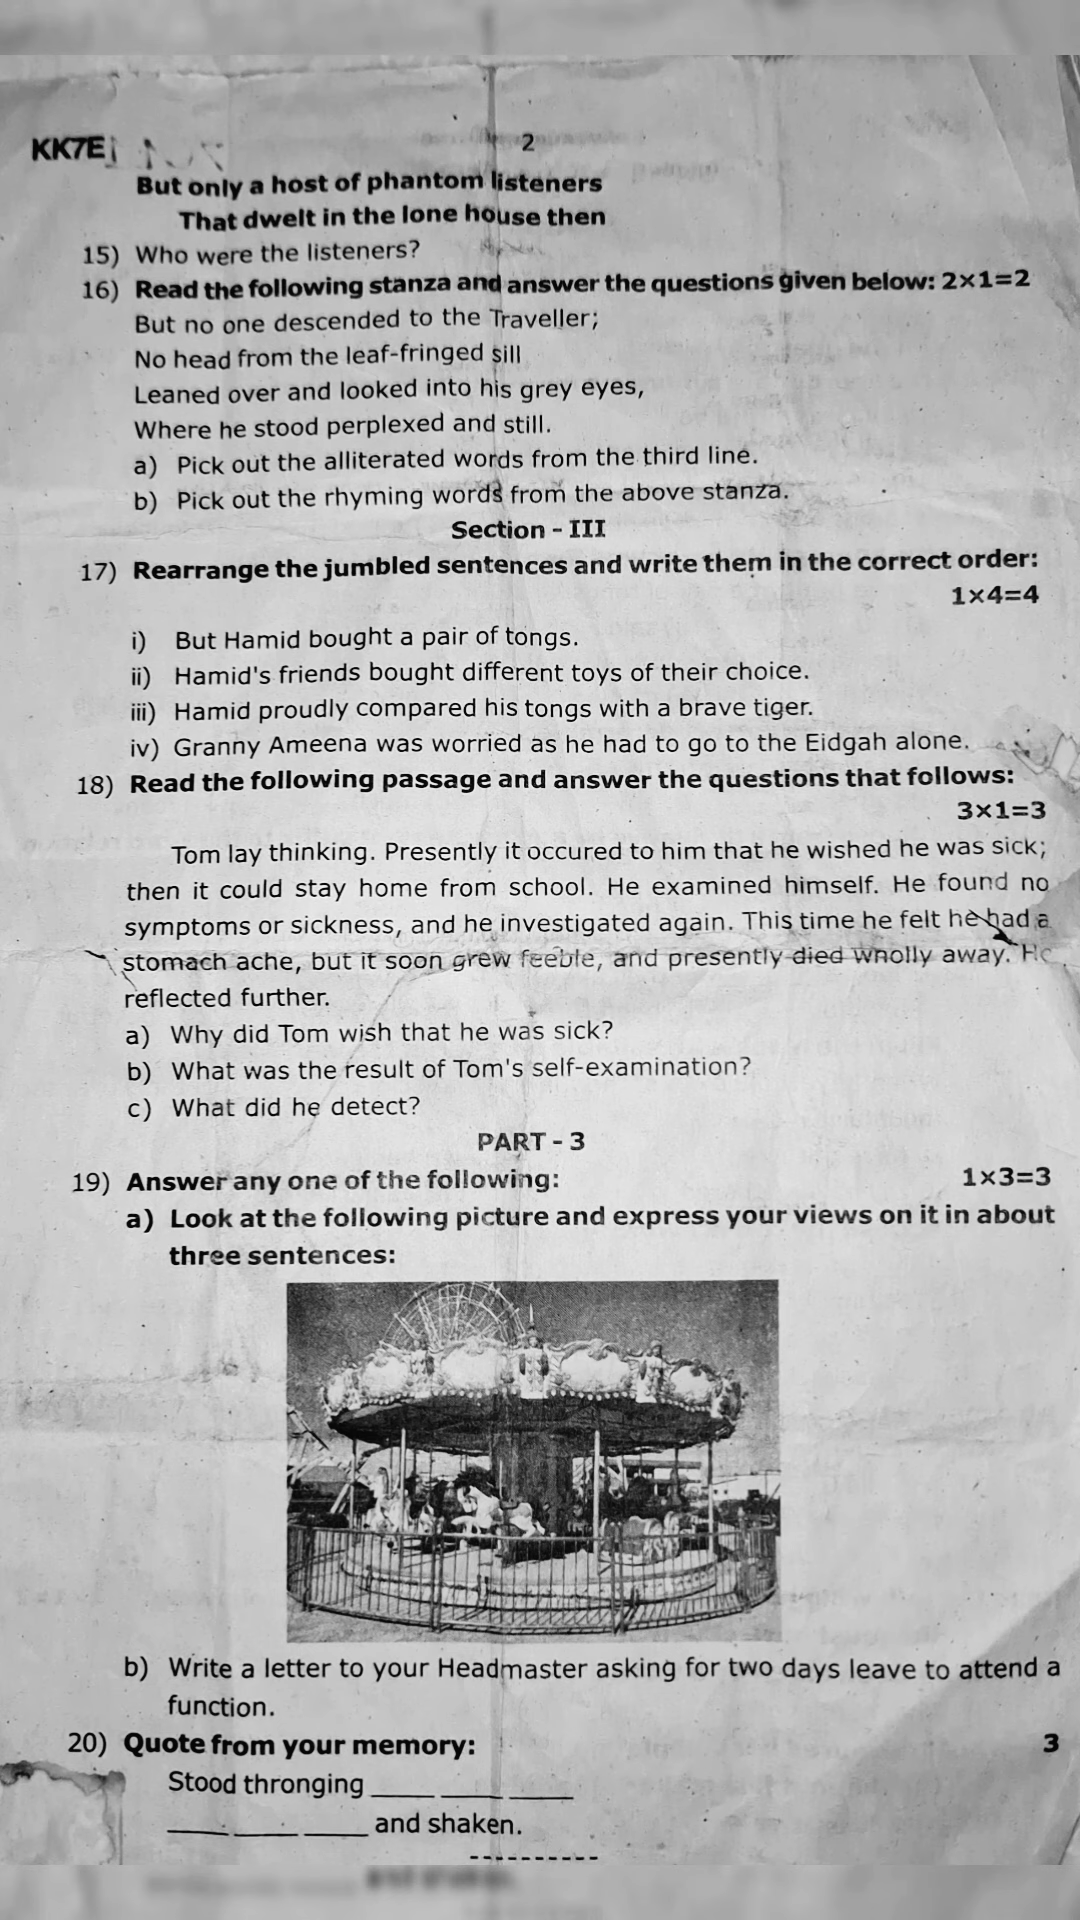 KK7E
2
But only a host of phantom listeners
That dwelt in the lone house then
15) Who were the listeners?
16) Read the following stanza and answer the questions given below: 2×1=2
But no one descended to the Traveller;
No head from the leaf-fringed sill
Leaned over and looked into his grey eyes,
Where he stood perplexed and still.
a) Pick out the alliterated words from the third line.
b) Pick out the rhyming words from the above stanza.
Section - III
17) Rearrange the jumbled sentences and write them in the correct order:
1×4=4
i) But Hamid bought a pair of tongs.
ii) Hamid's friends bought different toys of their choice.
iii) Hamid proudly compared his tongs with a brave tiger.
iv) Granny Ameena was worried as he had to go to the Eidgah alone.
18) Read the following passage and answer the questions that follows:
3×1=3
Tom lay thinking. Presently it occured to him that he wished he was sick;
then it could stay home from school. He examined himself. He found no
symptoms or sickness, and he investigated again. This time he felt he had a
stomach ache, but it soon grew feeble, and presently died wholly away. He
reflected further.
a) Why did Tom wish that he was sick?
b) What was the result of Tom's self-examination?
c) What did he detect?
PART - 3
19) Answer any one of the following: 1×3=3
a) Look at the following picture and express your views on it in about
three sentences:
b) Write a letter to your Headmaster asking for two days leave to attend a
function.
20) Quote from your memory: 3
Stood thronging ____ ____ ____
____ ____ ____ and shaken.
----------